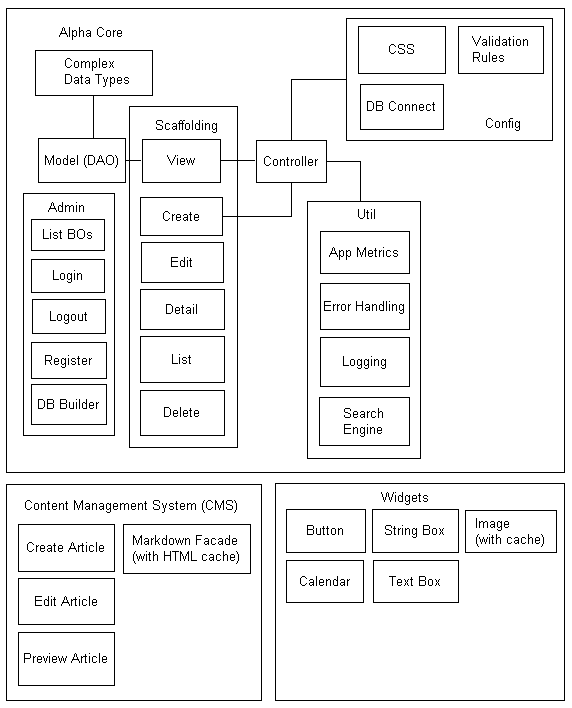 Alpha Core
Complex
Data Types
CSS
Validation
Rules
DB Connect
Config
Scaffolding
Model (DAO)
View
Controller
Admin
List BOs
Login
Logout
Register
DB Builder
Create
Edit
Detail
List
Delete
Util
App Metrics
Error Handling
Logging
Search
Engine
Content Management System (CMS)
Create Article
Markdown Facade
(with HTML cache)
Edit Article
Preview Article
Widgets
Button
String Box
Image
(with cache)
Calendar
Text Box